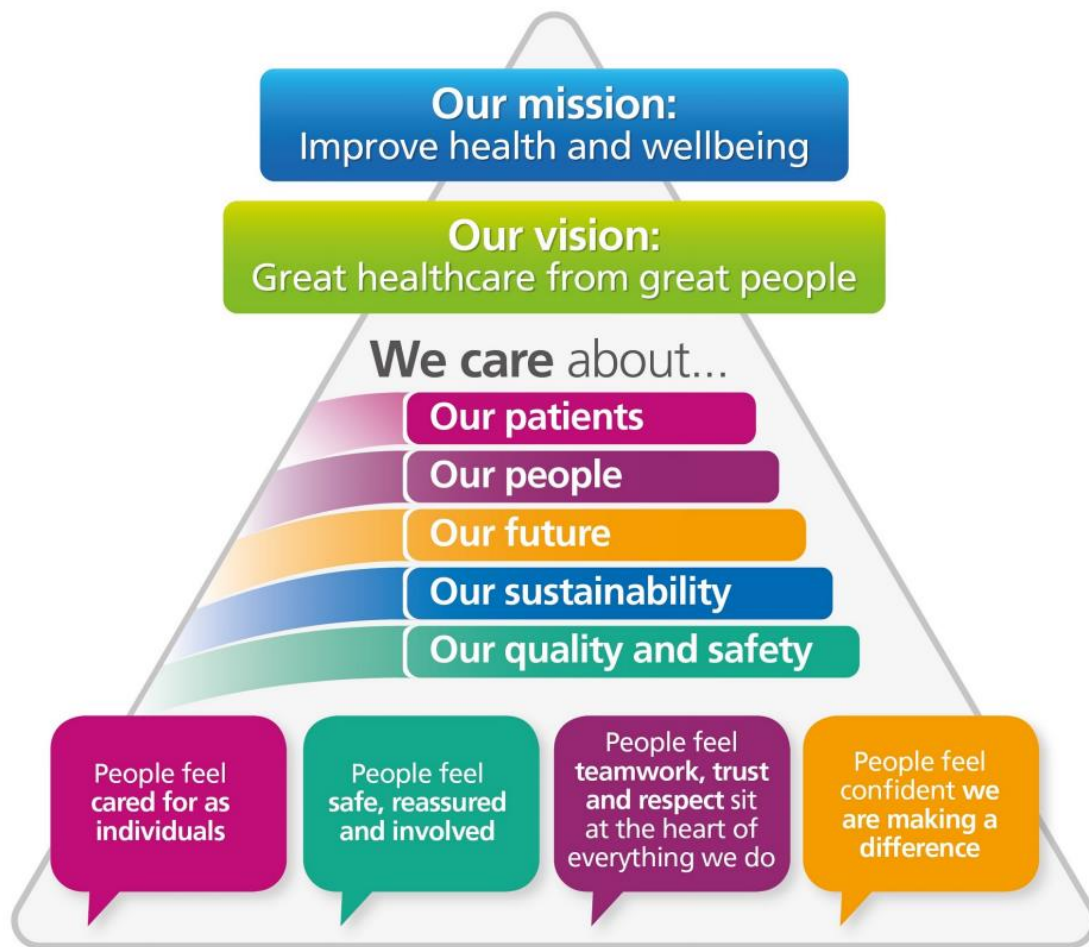 Our mission:
Improve health and wellbeing
Our vision:
Great healthcare from great people
We care about...
Our patients
Our people
Our future
Our sustainability
Our quality and safety
People feel
cared for as
individuals
People feel
safe, reassured
and involved
People feel
teamwork, trust
and respect sit
at the heart of
everything we do
People feel
confident we
are making a
difference